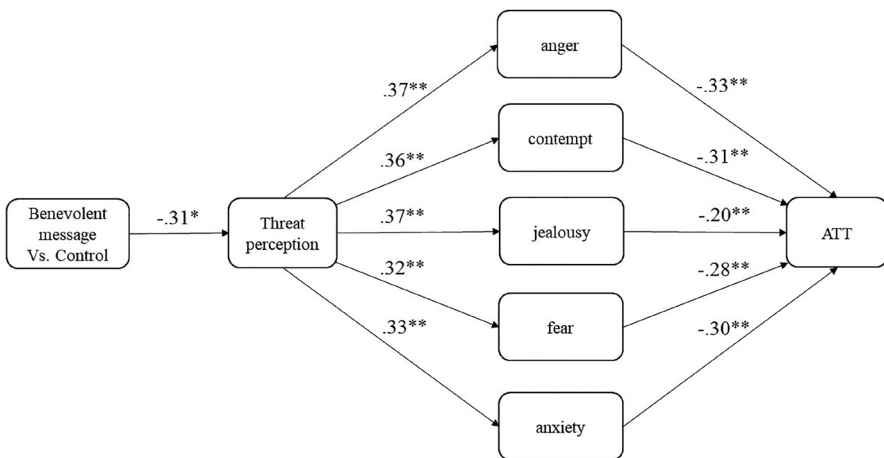 anger
.37**
-.33**
contempt
.36**
-.31**
Benevolent
message
Vs. Control
-.31*
Threat
perception
.37**
jealousy
-.20**
ATT
.32**
-.28**
fear
.33**
-.30**
anxiety